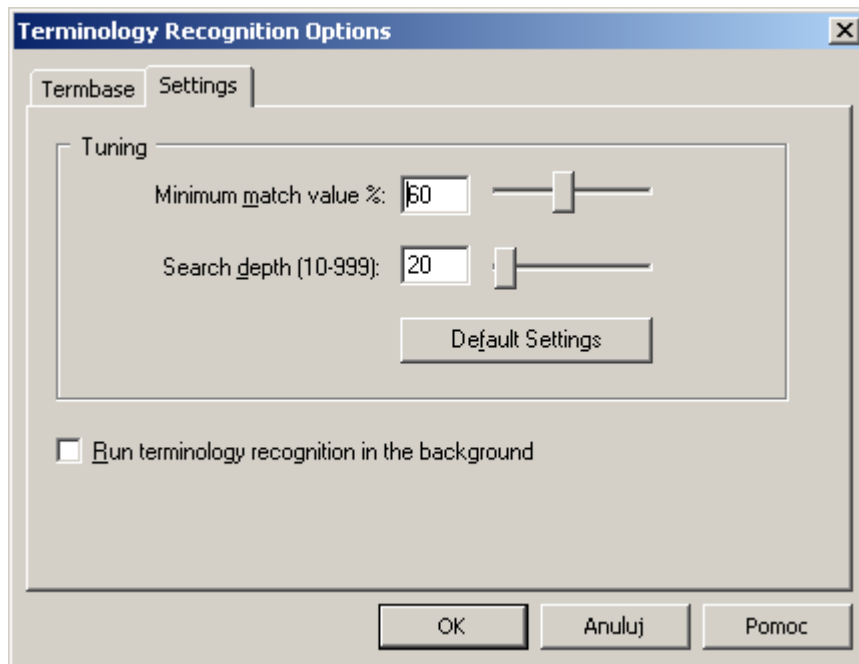 Terminology Recognition Options
Termbase Settings
Tuning
Minimum match value %: 60
Search depth (10-999): 20
Default Settings
Run terminology recognition in the background
OK Anuluj Pomoc